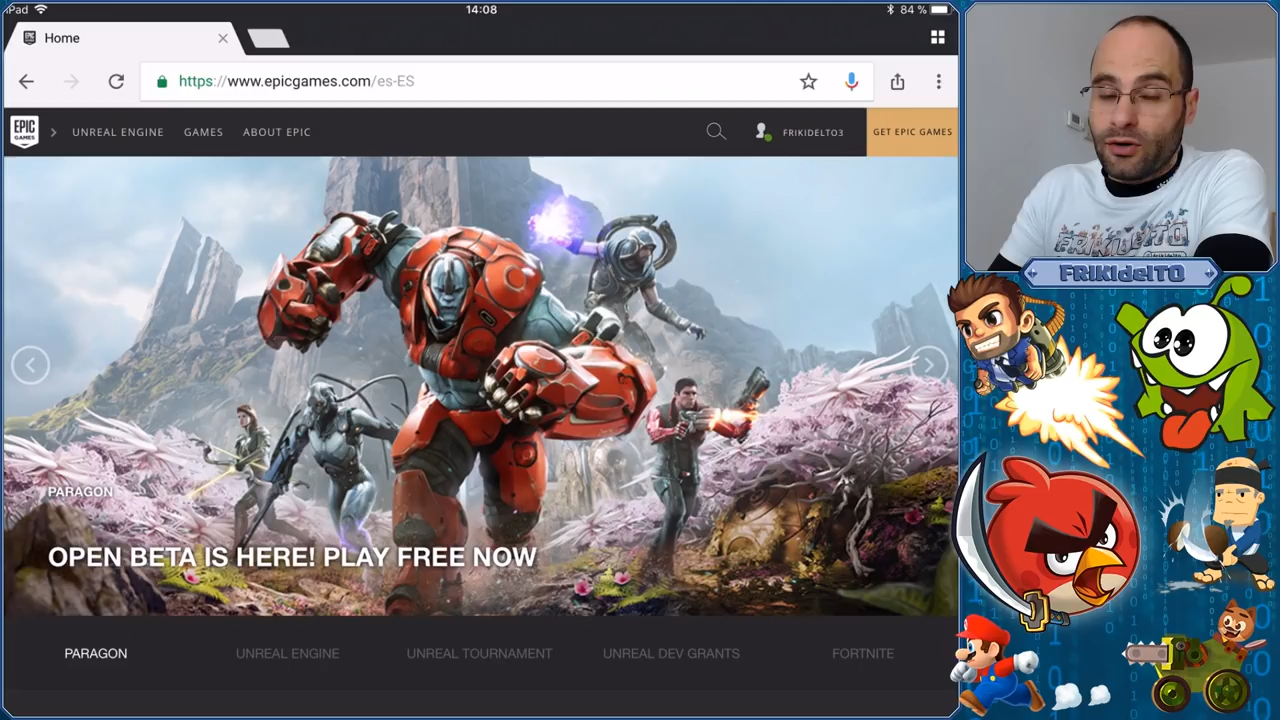 iPad 14:08 84 %
Home
https://www.epicgames.com/es-ES
EPIC GAMES UNREAL ENGINE GAMES ABOUT EPIC FRIKIDELTO3 GET EPIC GAMES
PARAGON
OPEN BETA IS HERE! PLAY FREE NOW
PARAGON UNREAL ENGINE UNREAL TOURNAMENT UNREAL DEV GRANTS FORTNITE
FRIKIDELTO
FRIKIdelTO